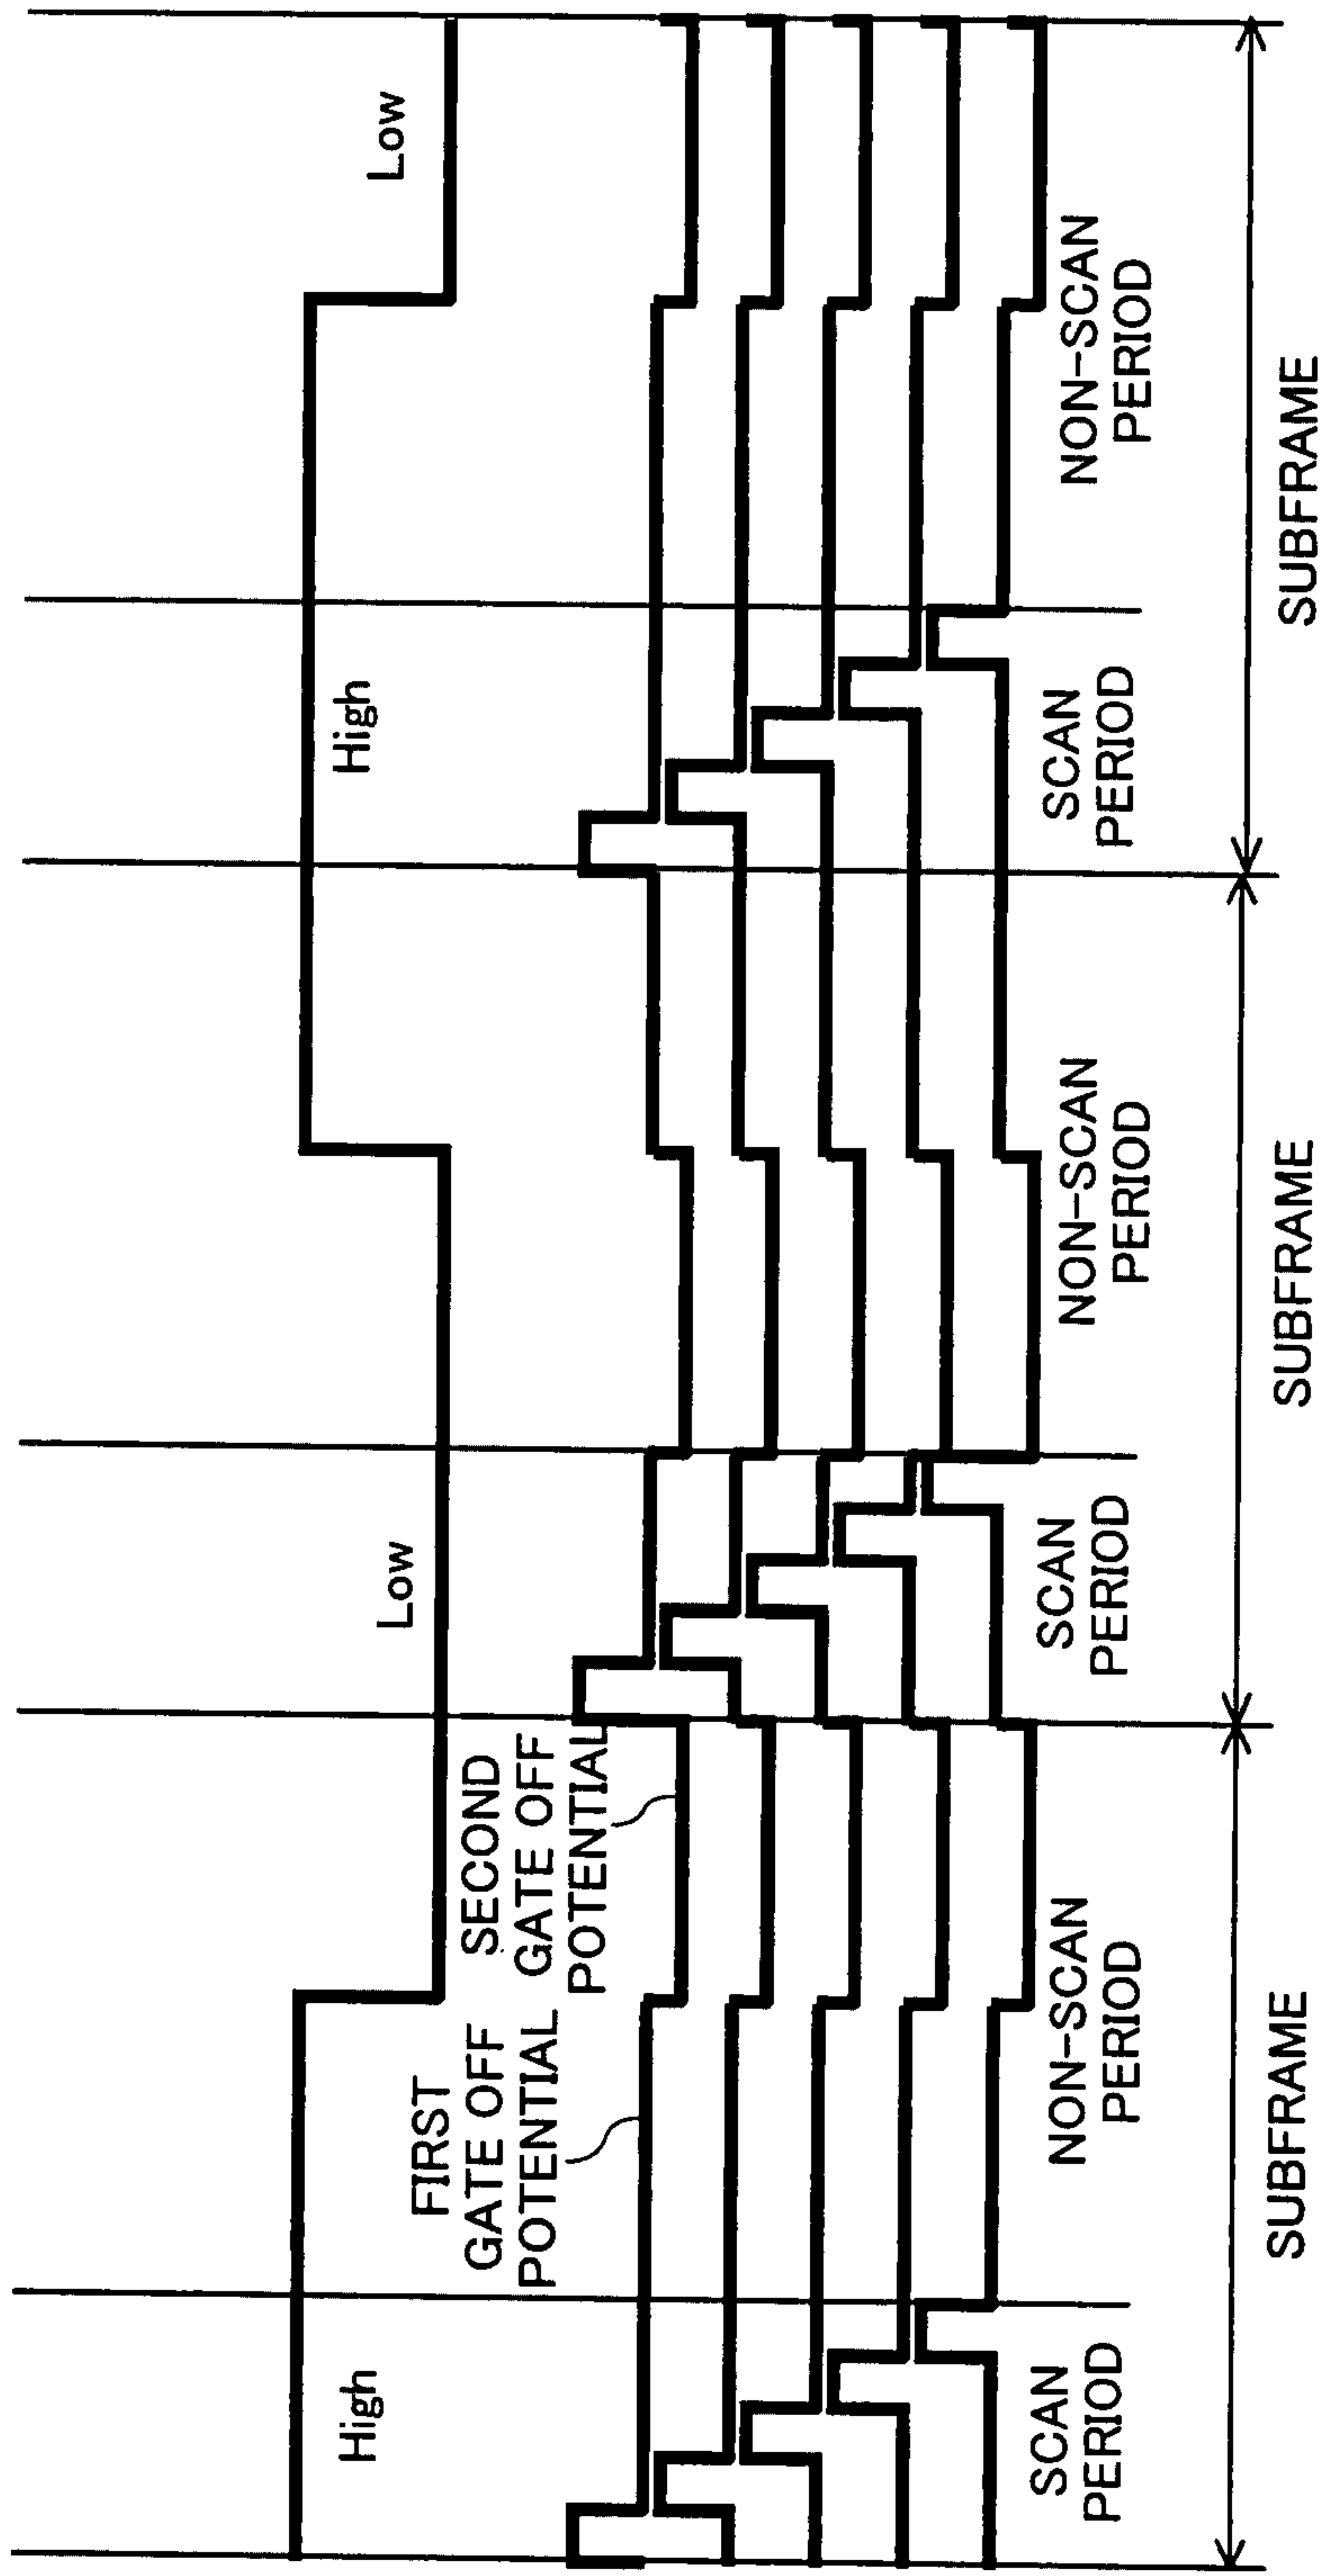 High
Low
High
Low
FIRST
GATE OFF
POTENTIAL
SECOND
GATE OFF
POTENTIAL
SCAN
PERIOD
NON-SCAN
PERIOD
SCAN
PERIOD
NON-SCAN
PERIOD
SCAN
PERIOD
NON-SCAN
PERIOD
SUBFRAME
SUBFRAME
SUBFRAME